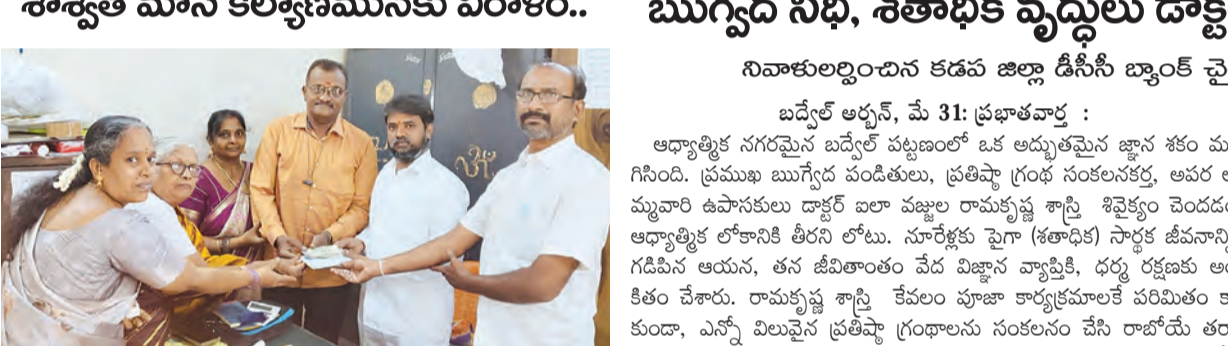 శాశ్వత మాస కల్యాణమునకు విరాళం..
ఋగ్వేద నిధి, శతాధిక వృద్ధులు డాక్ట
నివాళులర్పించిన కడప జిల్లా డీసీసీ బ్యాంక్ చై
బద్వేల్ అర్బన్, మే 31: ప్రభాతవార్త :
ఆధ్యాత్మిక నగరమైన బద్వేల్ పట్టణంలో ఒక అద్భుతమైన జ్ఞాన శకం ము
గిసింది. ప్రముఖ ఋగ్వేద పండితులు, ప్రతిష్ఠా గ్రంథ సంకలనకర్త, అపర
మ్మవారి ఉపాసకులు డాక్టర్ ఐలా వజ్జుల రామకృష్ణ శాస్త్రి శివైక్యం చెందడం
ఆధ్యాత్మిక లోకానికి తీరని లోటు. నూరేళ్లకు పైగా (శతాధిక) సార్థక జీవనాన్ని
గడిపిన ఆయన, తన జీవితాంతం వేద విజ్ఞాన వ్యాప్తికి, ధర్మ రక్షణకు
కితం చేశారు. రామకృష్ణ శాస్త్రి కేవలం పూజా కార్యక్రమాలకే పరిమితం
కుండా, ఎన్నో విలువైన ప్రతిష్ఠా గ్రంథాలను సంకలనం చేసి రాబోయే తర